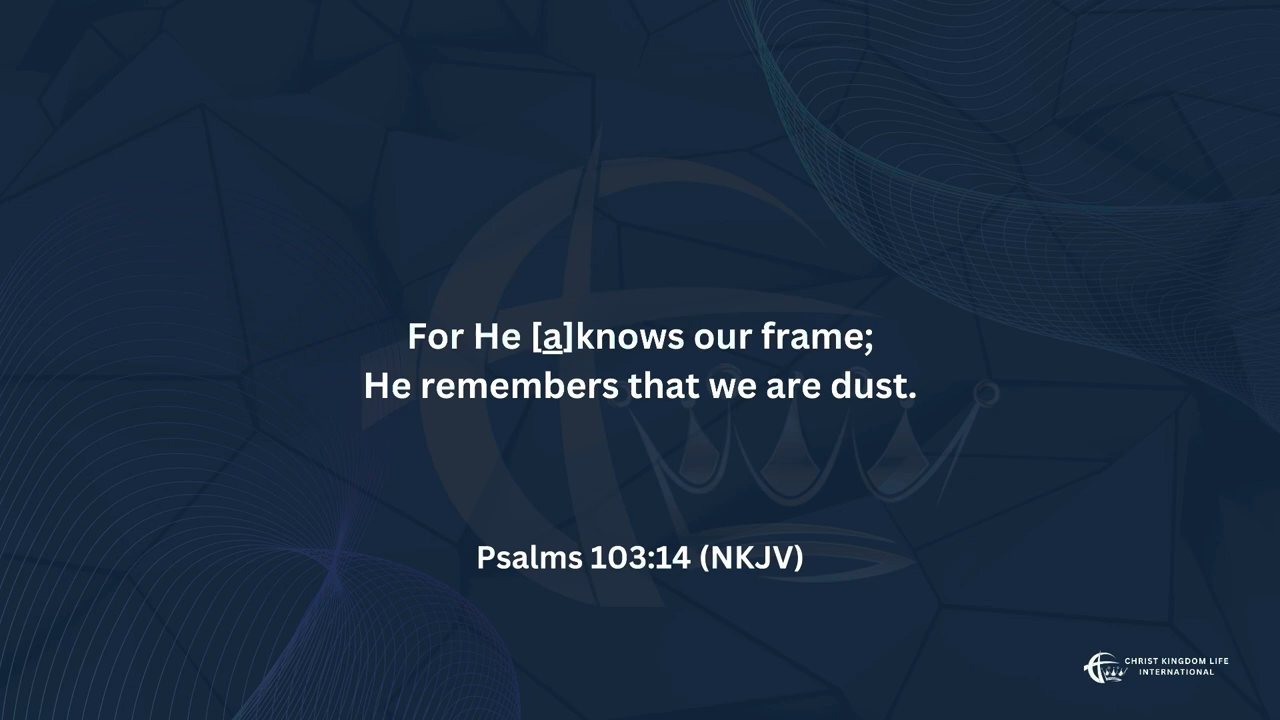 For He [a]knows our frame;
He remembers that we are dust.
Psalms 103:14 (NKJV)
CHRIST KINGDOM LIFE
INTERNATIONAL